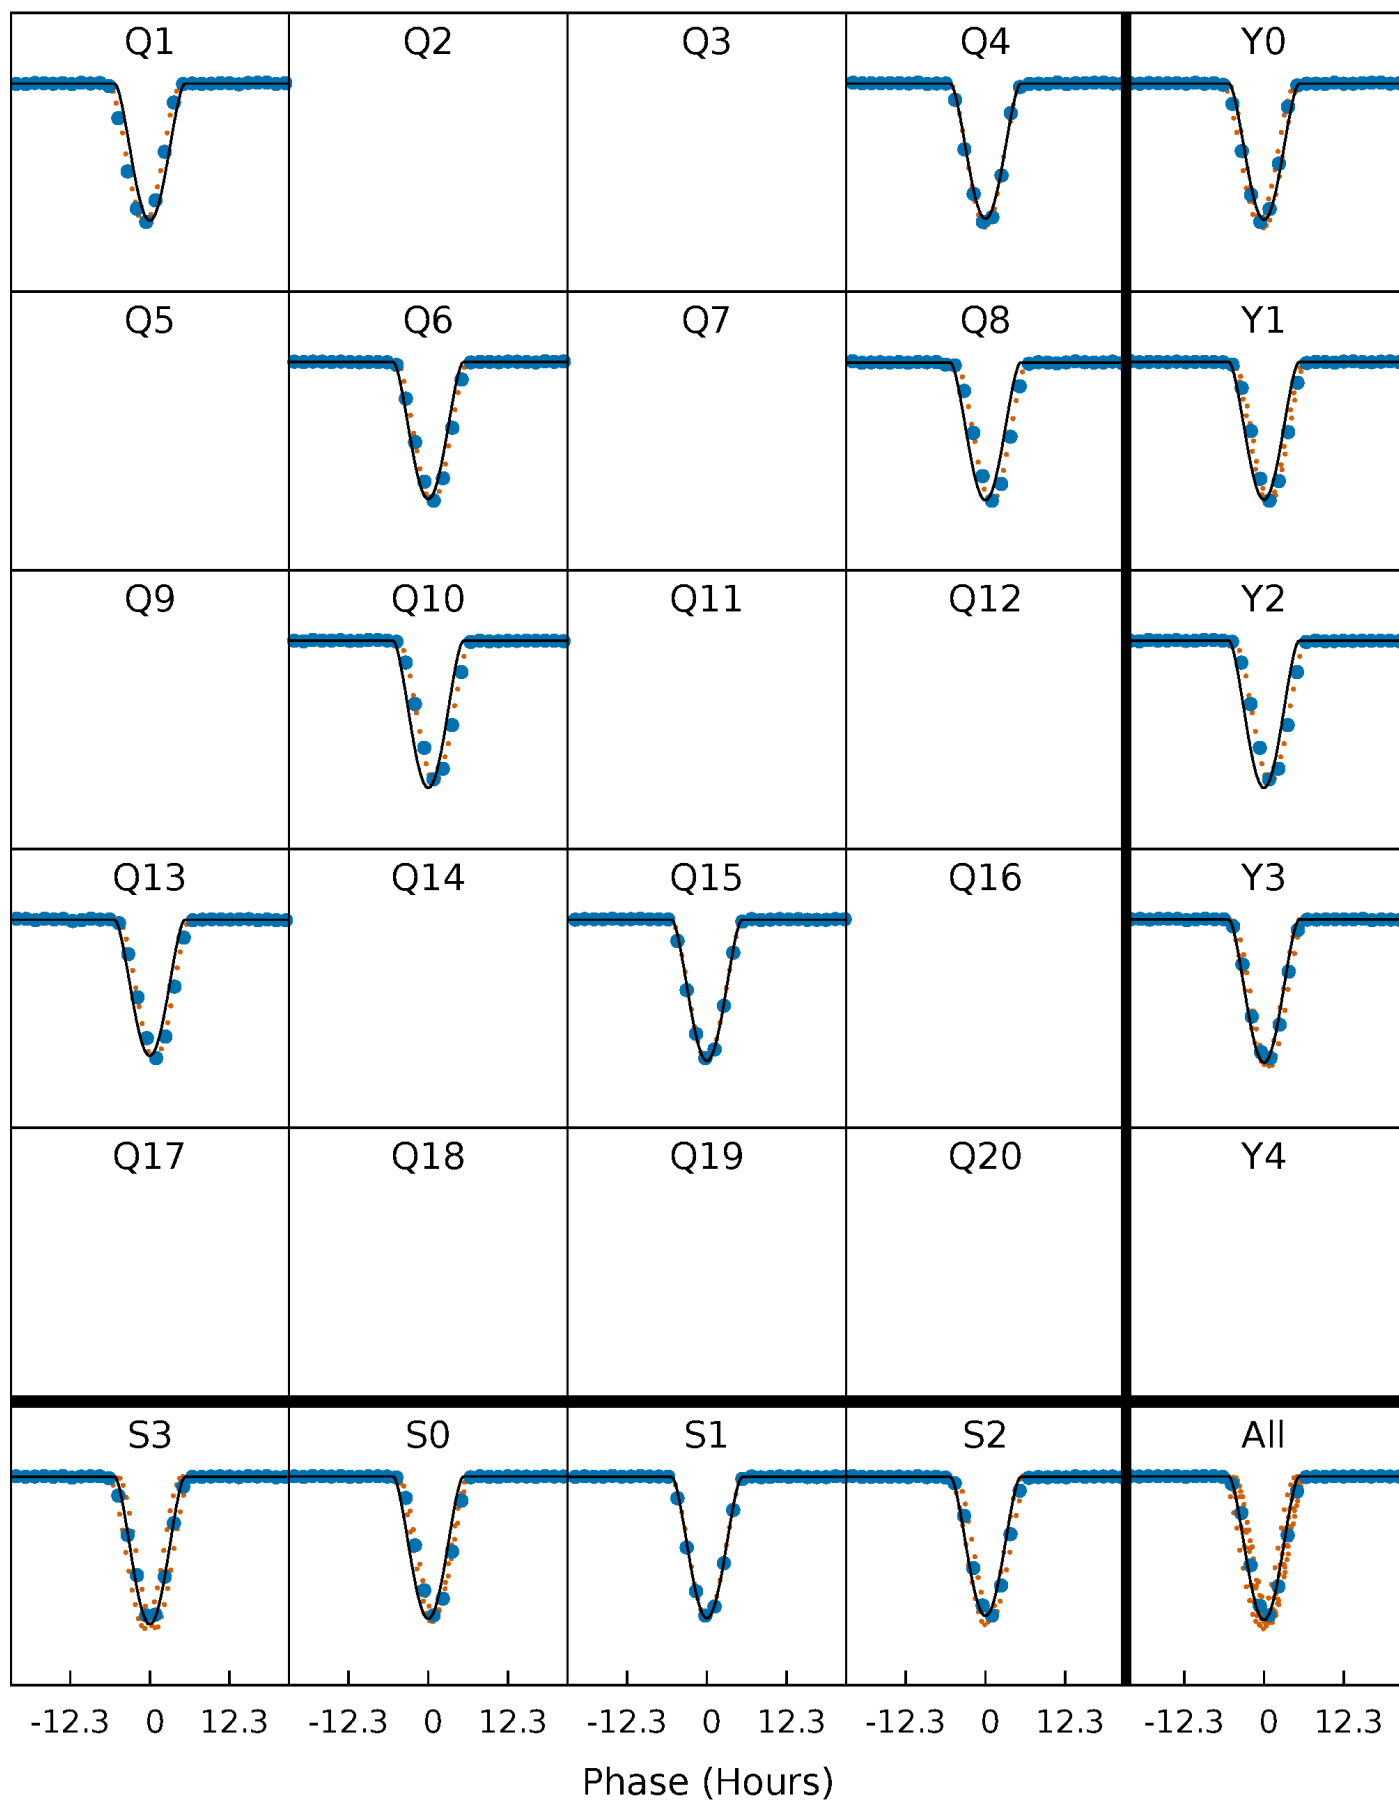 Q1 Q2 Q3 Q4 Y0
Q5 Q6 Q7 Q8 Y1
Q9 Q10 Q11 Q12 Y2
Q13 Q14 Q15 Q16 Y3
Q17 Q18 Q19 Q20 Y4
S3 S0 S1 S2 All
-12.3 0 12.3 -12.3 0 12.3 -12.3 0 12.3 -12.3 0 12.3 -12.3 0 12.3
Phase (Hours)